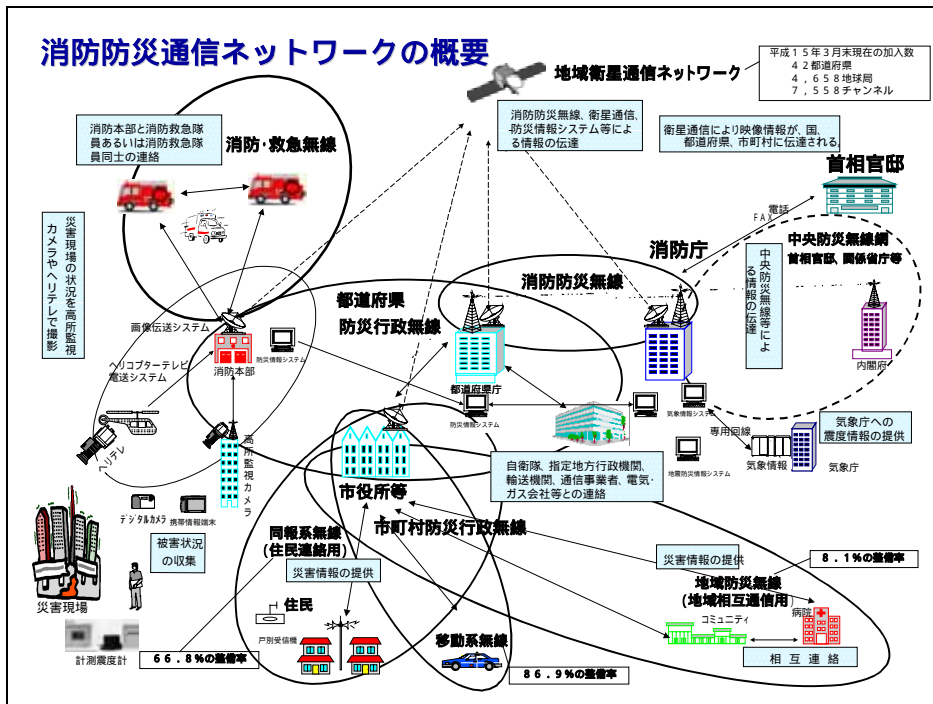 消防防災通信ネットワークの概要
地域衛星通信ネットワーク
平成15年3月末現在の加入数
42都道府県
4,658地球局
7,558チャンネル
消防本部と消防救急隊
員あるいは消防救急隊
員同士の連絡
消防・救急無線
消防防災無線、衛星通信、
防災情報システム等によ
る情報の伝達
衛星通信により映像情報が、国、
都道府県、市町村に伝達される。
首相官邸
電話
FAX
災害現場の状況を高所監視
カメラやヘリテレで撮影
消防庁
中央防災無線網
首相官邸、関係省庁等
中央防災無線等によ
る情報の伝達
消防防災無線
都道府県
防災行政無線
画像伝送システム
消防本部
防災情報システム
ヘリコプターテレビ
電送システム
ヘリテレ
高所監視カメラ
都道府県庁
防災情報システム
気象情報システム
内閣府
専用回線
地震防災情報システム
気象情報
気象庁
気象庁への
震度情報の提供
自衛隊、指定地方行政機関、
輸送機関、通信事業者、電気・
ガス会社等との連絡
市役所等
市町村防災行政無線
デジタルカメラ
携帯情報端末
被害状況
の収集
災害現場
計測震度計
同報系無線
(住民連絡用)
災害情報の提供
住民
戸別受信機
66.8%の整備率
移動系無線
86.9%の整備率
災害情報の提供
8.1%の整備率
地域防災無線
(地域相互通信用)
コミュニティ
病院
相互連絡